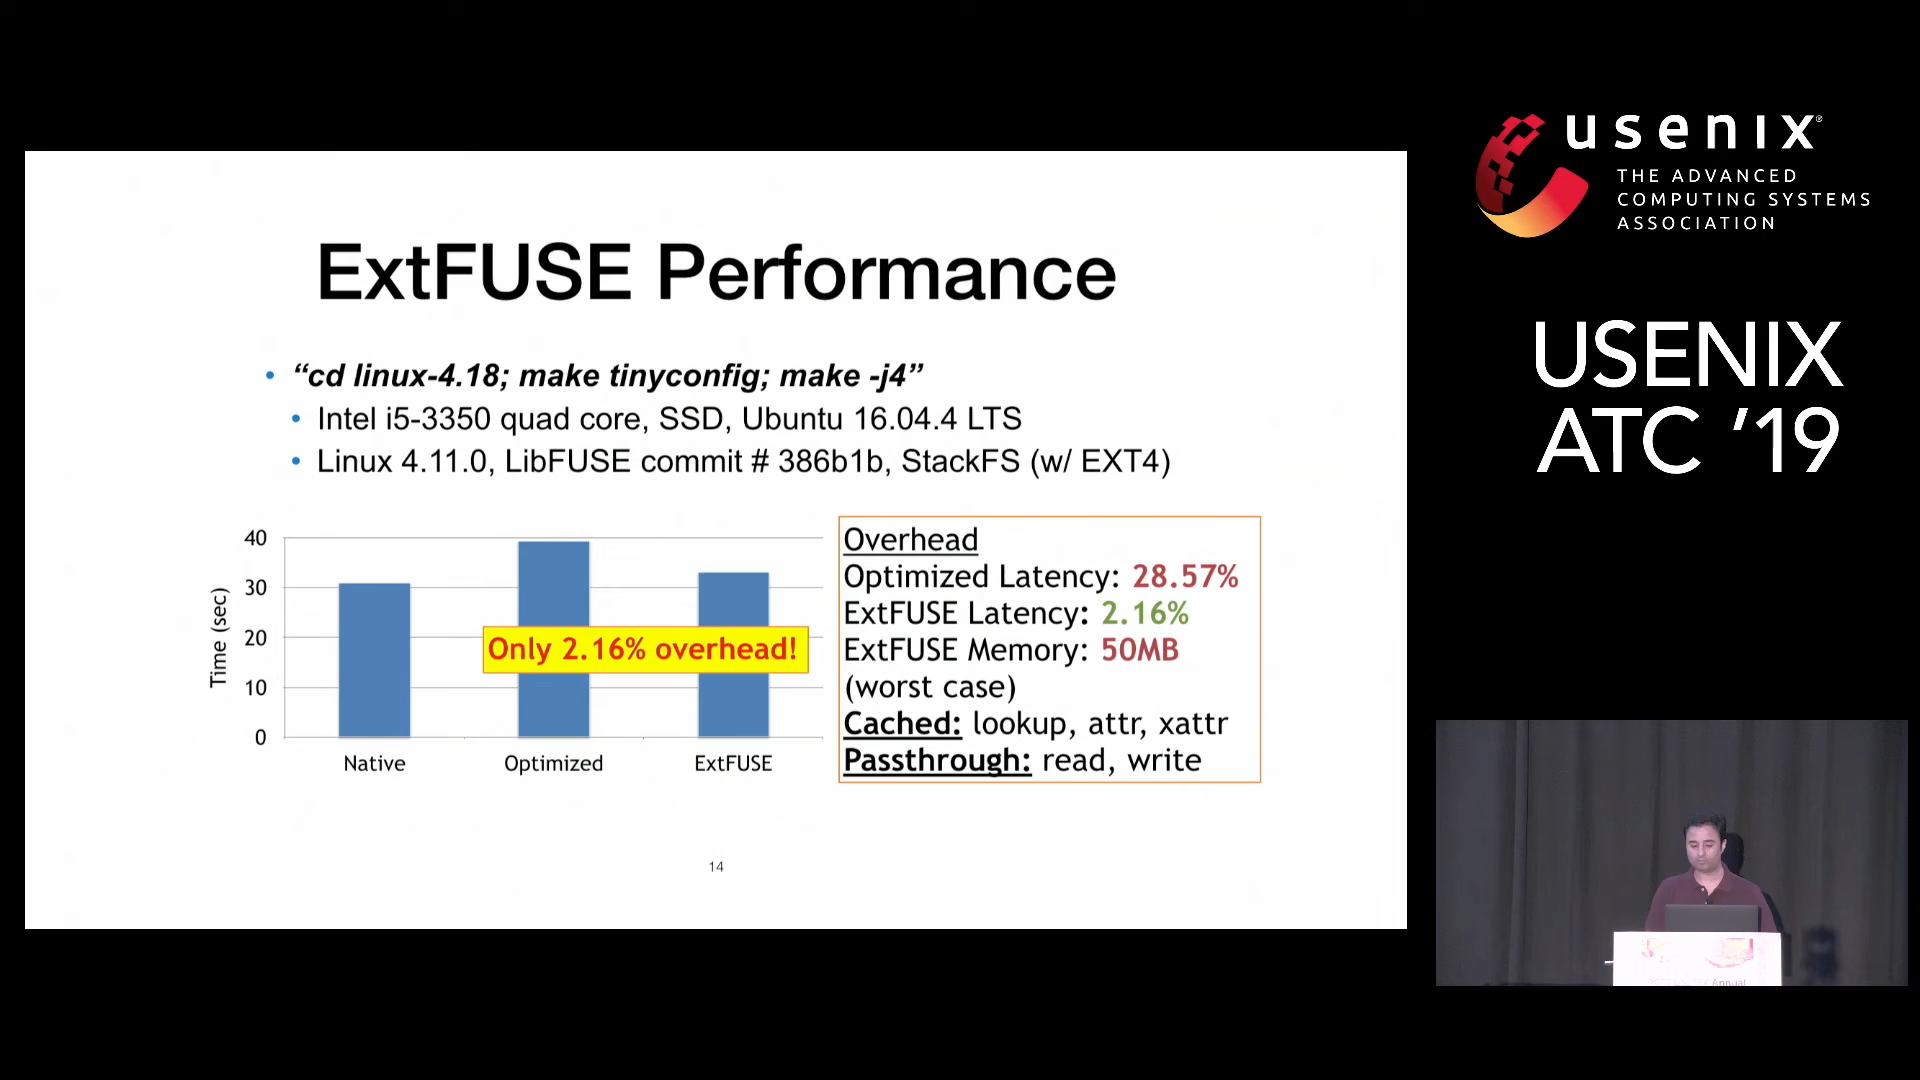 usenix
THE ADVANCED
COMPUTING SYSTEMS
ASSOCIATION
USENIX
ATC ’19
ExtFUSE Performance
• “cd linux-4.18; make tinyconfig; make -j4”
• Intel i5-3350 quad core, SSD, Ubuntu 16.04.4 LTS
• Linux 4.11.0, LibFUSE commit # 386b1b, StackFS (w/ EXT4)
Time (sec)
40
30
20
10
0
Native
Optimized
ExtFUSE
Only 2.16% overhead!
Overhead
Optimized Latency: 28.57%
ExtFUSE Latency: 2.16%
ExtFUSE Memory: 50MB
(worst case)
Cached: lookup, attr, xattr
Passthrough: read, write
14
Annual